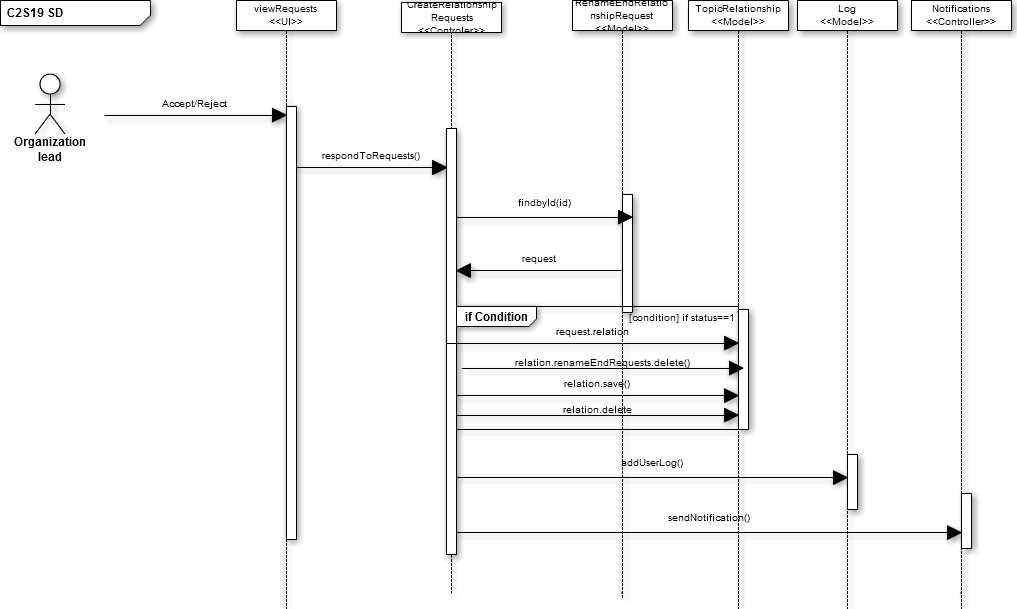 C2S19 SD
viewRequests
<<UI>>
CreateRelationship
Requests
<<Controler>>
RenameEndRelatio
nshipRequest
<<Model>>
TopicRelationship
<<Model>>
Log
<<Model>>
Notifications
<<Controller>>
Organization
lead
Accept/Reject
respondToRequests()
findbyId(id)
request
if Condition
[condition] if status==1
request.relation
relation.renameEndRequests.delete()
relation.save()
relation.delete
addUserLog()
sendNotification()